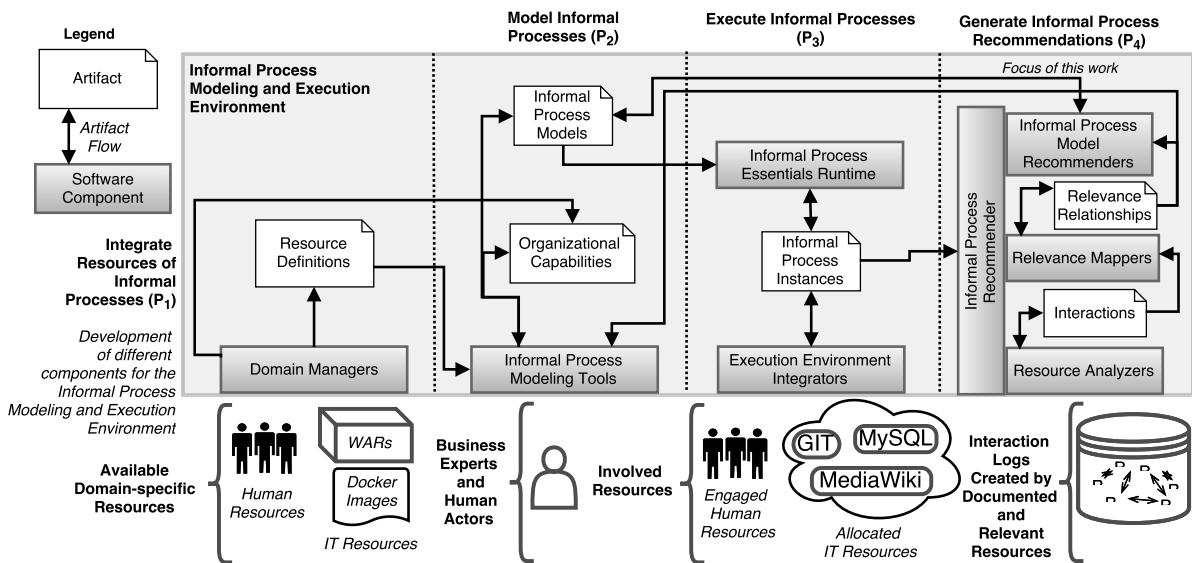 Legend
Artifact
Artifact
Flow
Software
Component
Integrate
Resources of
Informal
Processes (P1)
Development
of different
components for the
Informal Process
Modeling and Execution
Environment
Model Informal
Processes (P2)
Execute Informal Processes
(P3)
Generate Informal Process
Recommendations (P4)
Informal Process
Modeling and Execution
Environment
Focus of this work
Resource
Definitions
Domain Managers
Informal
Process
Models
Organizational
Capabilities
Informal Process
Modeling Tools
Informal Process
Essentials Runtime
Informal
Process
Instances
Execution Environment
Integrators
Informal Process
Recommender
Informal Process
Model
Recommenders
Relevance
Relationships
Relevance Mappers
Interactions
Resource Analyzers
Available
Domain-specific
Resources
Human
Resources
WARs
Docker
Images
IT Resources
Business
Experts
and
Human
Actors
Involved
Resources
Engaged
Human
Resources
GIT
MySQL
MediaWiki
Allocated
IT Resources
Interaction
Logs
Created by
Documented
and
Relevant
Resources